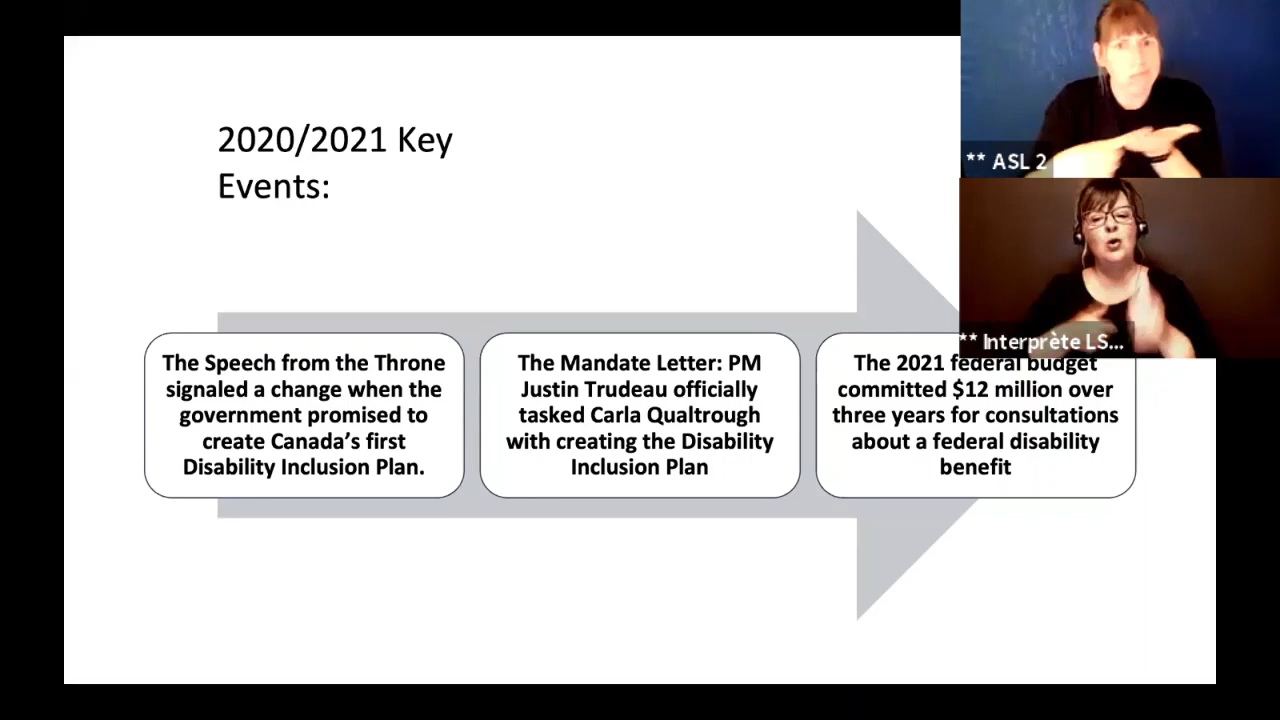 2020/2021 Key
Events:
** ASL 2
** Interprète LS...
The Speech from the Throne
signaled a change when the
government promised to
create Canada's first
Disability Inclusion Plan.
The Mandate Letter: PM
Justin Trudeau officially
tasked Carla Qualtrough
with creating the Disability
Inclusion Plan
The 2021 federal budget
committed $12 million over
three years for consultations
about a federal disability
benefit